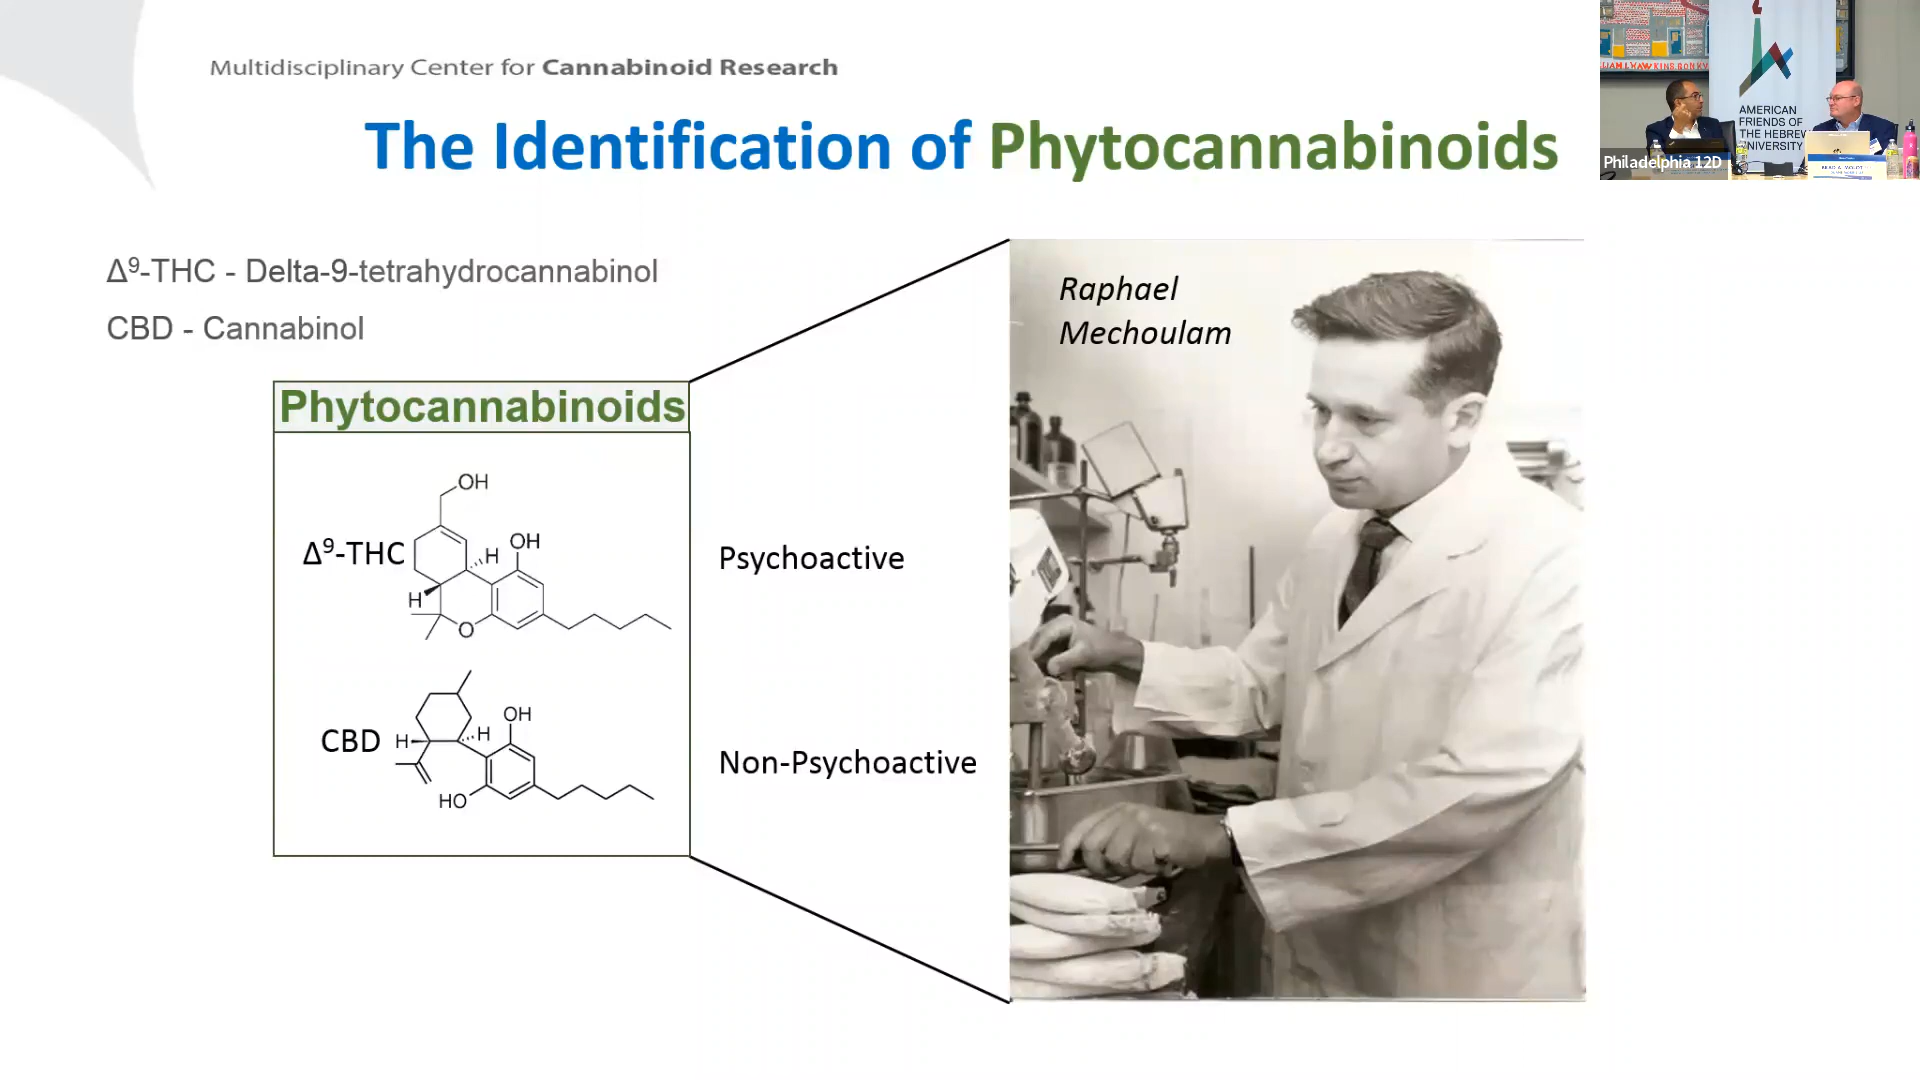 Multidisciplinary Center for Cannabinoid Research
The Identification of Phytocannabinoids
Δ⁹-THC - Delta-9-tetrahydrocannabinol
CBD - Cannabinol
Phytocannabinoids
OH
Δ⁹-THC
H
OH
H
O
Psychoactive
CBD
H
H
OH
HO
Non-Psychoactive
Raphael
Mechoulam
AMERICAN
FRIENDS OF
THE HEBREW
UNIVERSITY
Philadelphia 12D